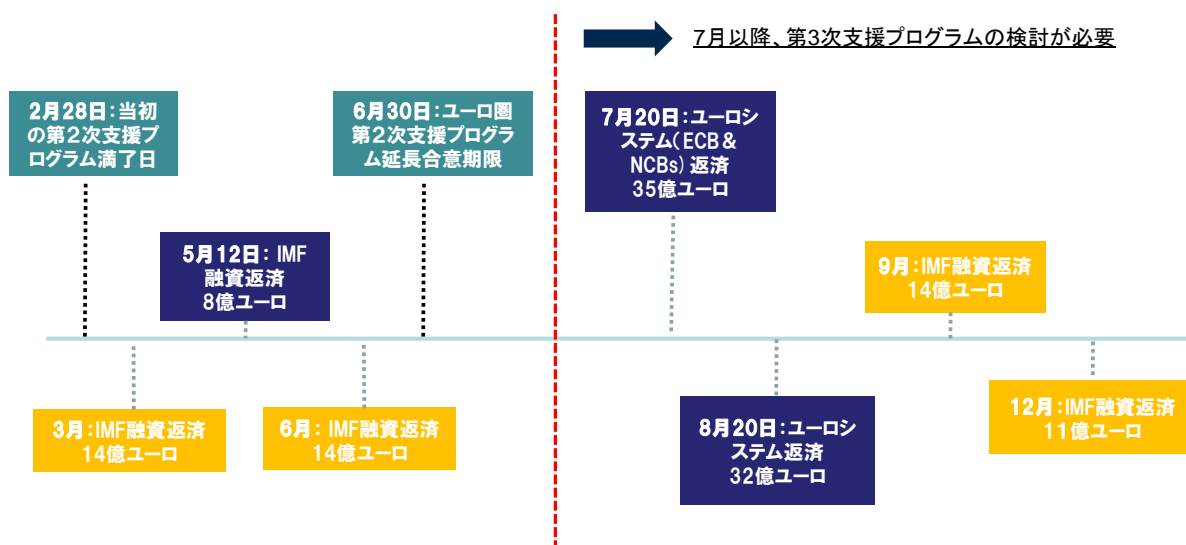 7月以降、第3次支援プログラムの検討が必要
2月28日:当初
の第2次支援プ
ログラム満了日
6月30日:ユーロ圏
第2次支援プログラ
ム延長合意期限
7月20日:ユーロシ
ステム(ECB&
NCBs)返済
35億ユーロ
5月12日: IMF
融資返済
8億ユーロ
9月:IMF融資返済
14億ユーロ
3月:IMF融資返済
14億ユーロ
6月: IMF融資返済
14億ユーロ
8月20日:ユーロシ
ステム返済
32億ユーロ
12月:IMF融資返済
11億ユーロ